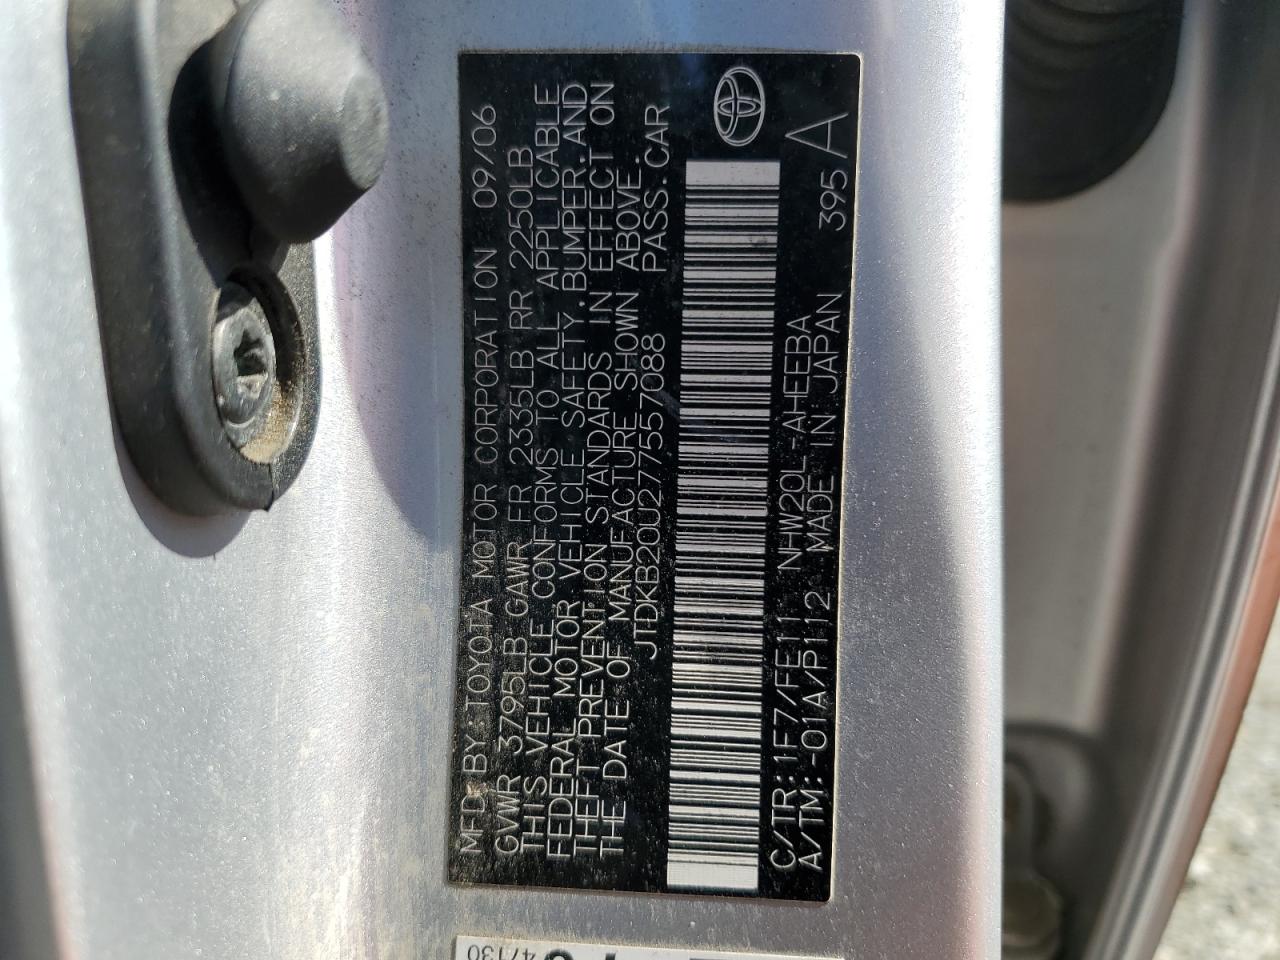 MFD. BY: TOYOTA MOTOR CORPORATION 09/06
GVWR 3795LB GAWR FR 2335LB RR 2250LB
THIS VEHICLE CONFORMS TO ALL APPLICABLE
FEDERAL MOTOR VEHICLE SAFETY, BUMPER, AND
THEFT PREVENTION STANDARDS IN EFFECT ON
THE DATE OF MANUFACTURE SHOWN ABOVE.
JTDKB20U277557088 PASS. CAR
C/TR: 1F7/FE11 NHW20L-AHEEBA
A/TM: -01A/P112 MADE IN JAPAN 395 A
47130